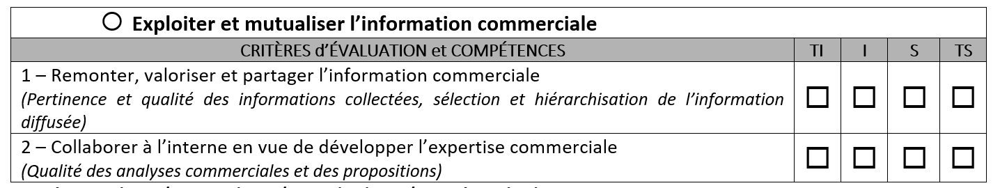 Exploiter et mutualiser l’information commerciale
CRITÈRES d’ÉVALUATION et COMPÉTENCES TI I S TS
1 – Remonter, valoriser et partager l’information commerciale
(Pertinence et qualité des informations collectées, sélection et hiérarchisation de l’information
diffusée)
2 – Collaborer à l’interne en vue de développer l’expertise commerciale
(Qualité des analyses commerciales et des propositions)